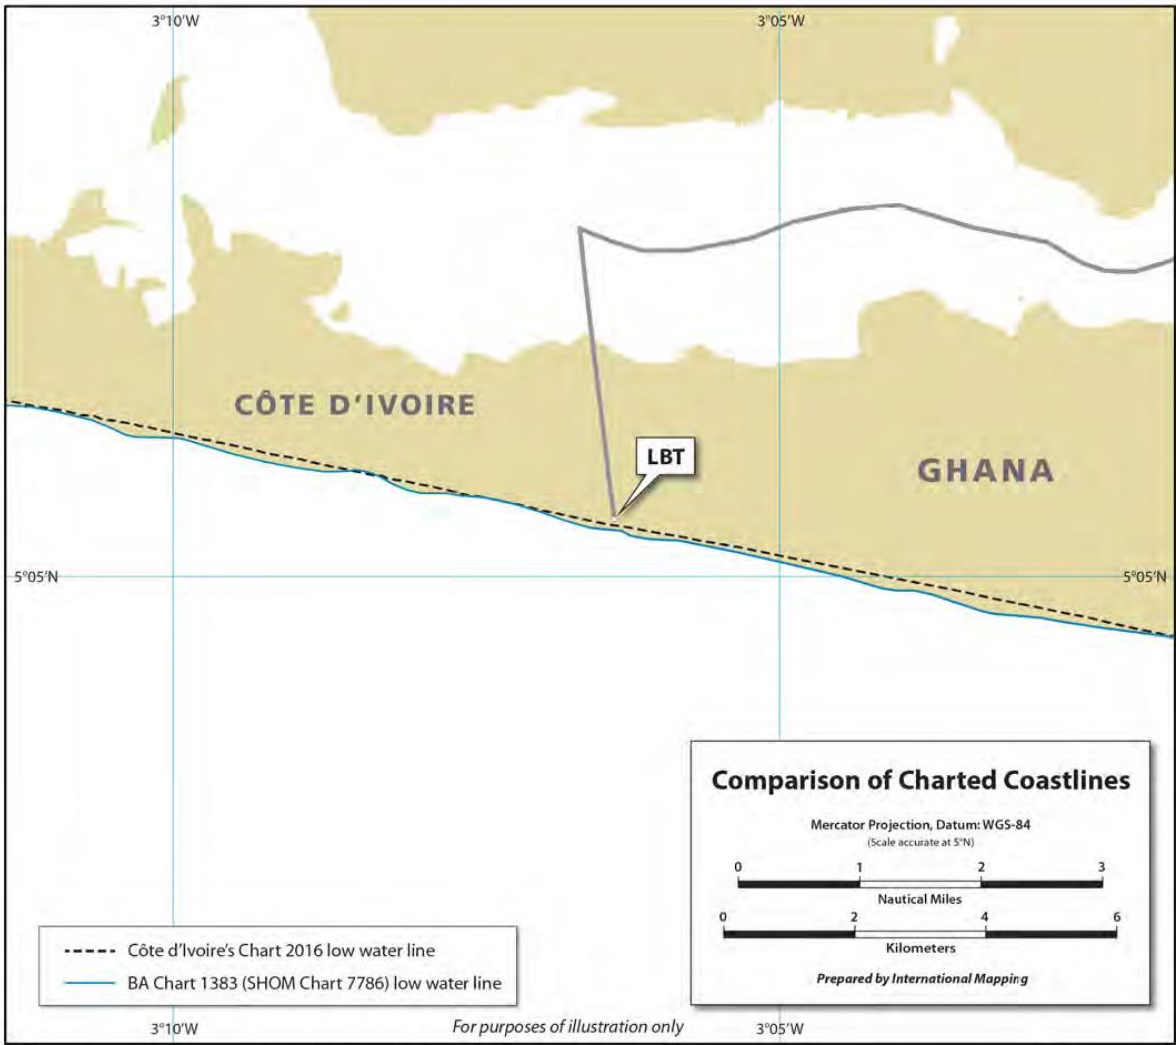 3°10'W
3°05'W
CÔTE D'IVOIRE
LBT
GHANA
5°05'N
5°05'N
Comparison of Charted Coastlines
Mercator Projection, Datum: WGS-84
(Scale accurate at 5°N)
0 1 2 3
Nautical Miles
0 2 4 6
Kilometers
Prepared by International Mapping
Côte d'Ivoire's Chart 2016 low water line
BA Chart 1383 (SHOM Chart 7786) low water line
3°10'W
For purposes of illustration only
3°05'W